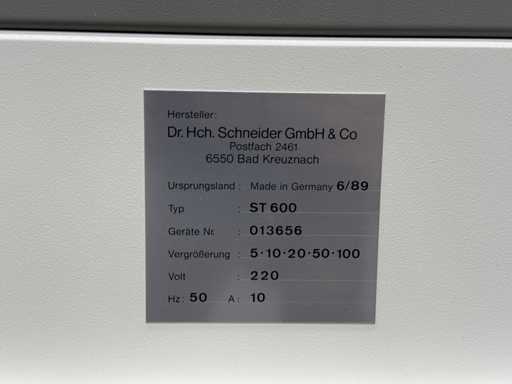 Hersteller:
Dr. Hch. Schneider GmbH & Co
Postfach 2461
6550 Bad Kreuznach
Ursprungsland : Made in Germany 6/89
Typ : ST 600
Geräte Nr. : 013656
Vergrößerung : 5·10·20·50·100
Volt : 220
Hz : 50 A : 10